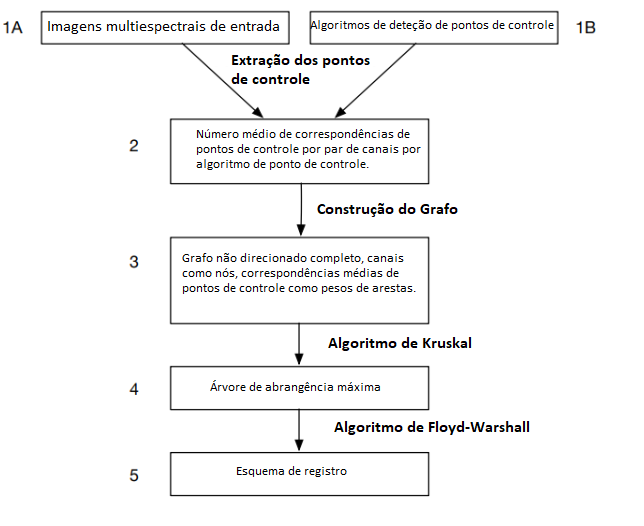 1A
Imagens multiespectrais de entrada
Algoritmos de deteção de pontos de controle
1B
Extração dos pontos
de controle
2
Número médio de correspondências de
pontos de controle por par de canais por
algoritmo de ponto de controle.
Construção do Grafo
3
Grafo não direcionado completo, canais
como nós, correspondências médias de
pontos de controle como pesos de arestas.
Algoritmo de Kruskal
4
Árvore de abrangência máxima
Algoritmo de Floyd-Warshall
5
Esquema de registro